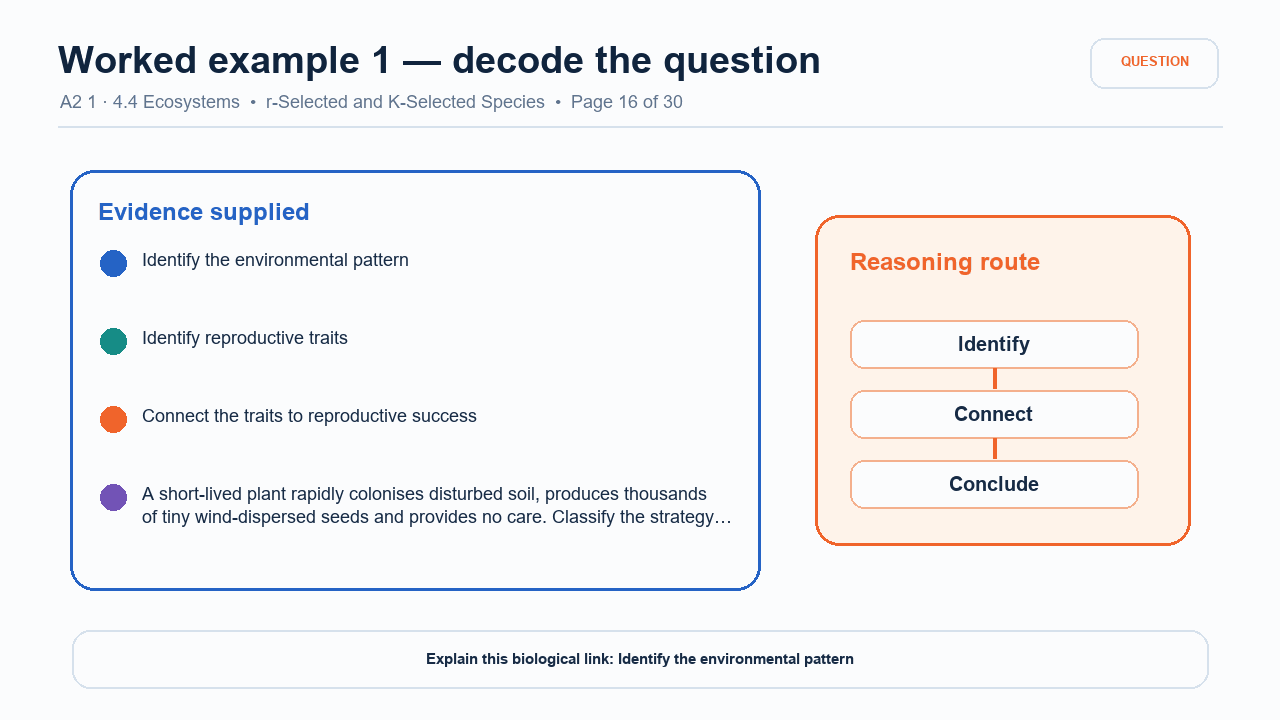 Worked example 1 — decode the question
QUESTION
A2 1 · 4.4 Ecosystems • r-Selected and K-Selected Species • Page 16 of 30
Evidence supplied
Identify the environmental pattern
Identify reproductive traits
Connect the traits to reproductive success
A short-lived plant rapidly colonises disturbed soil, produces thousands
of tiny wind-dispersed seeds and provides no care. Classify the strategy…
Reasoning route
Identify
Connect
Conclude
Explain this biological link: Identify the environmental pattern